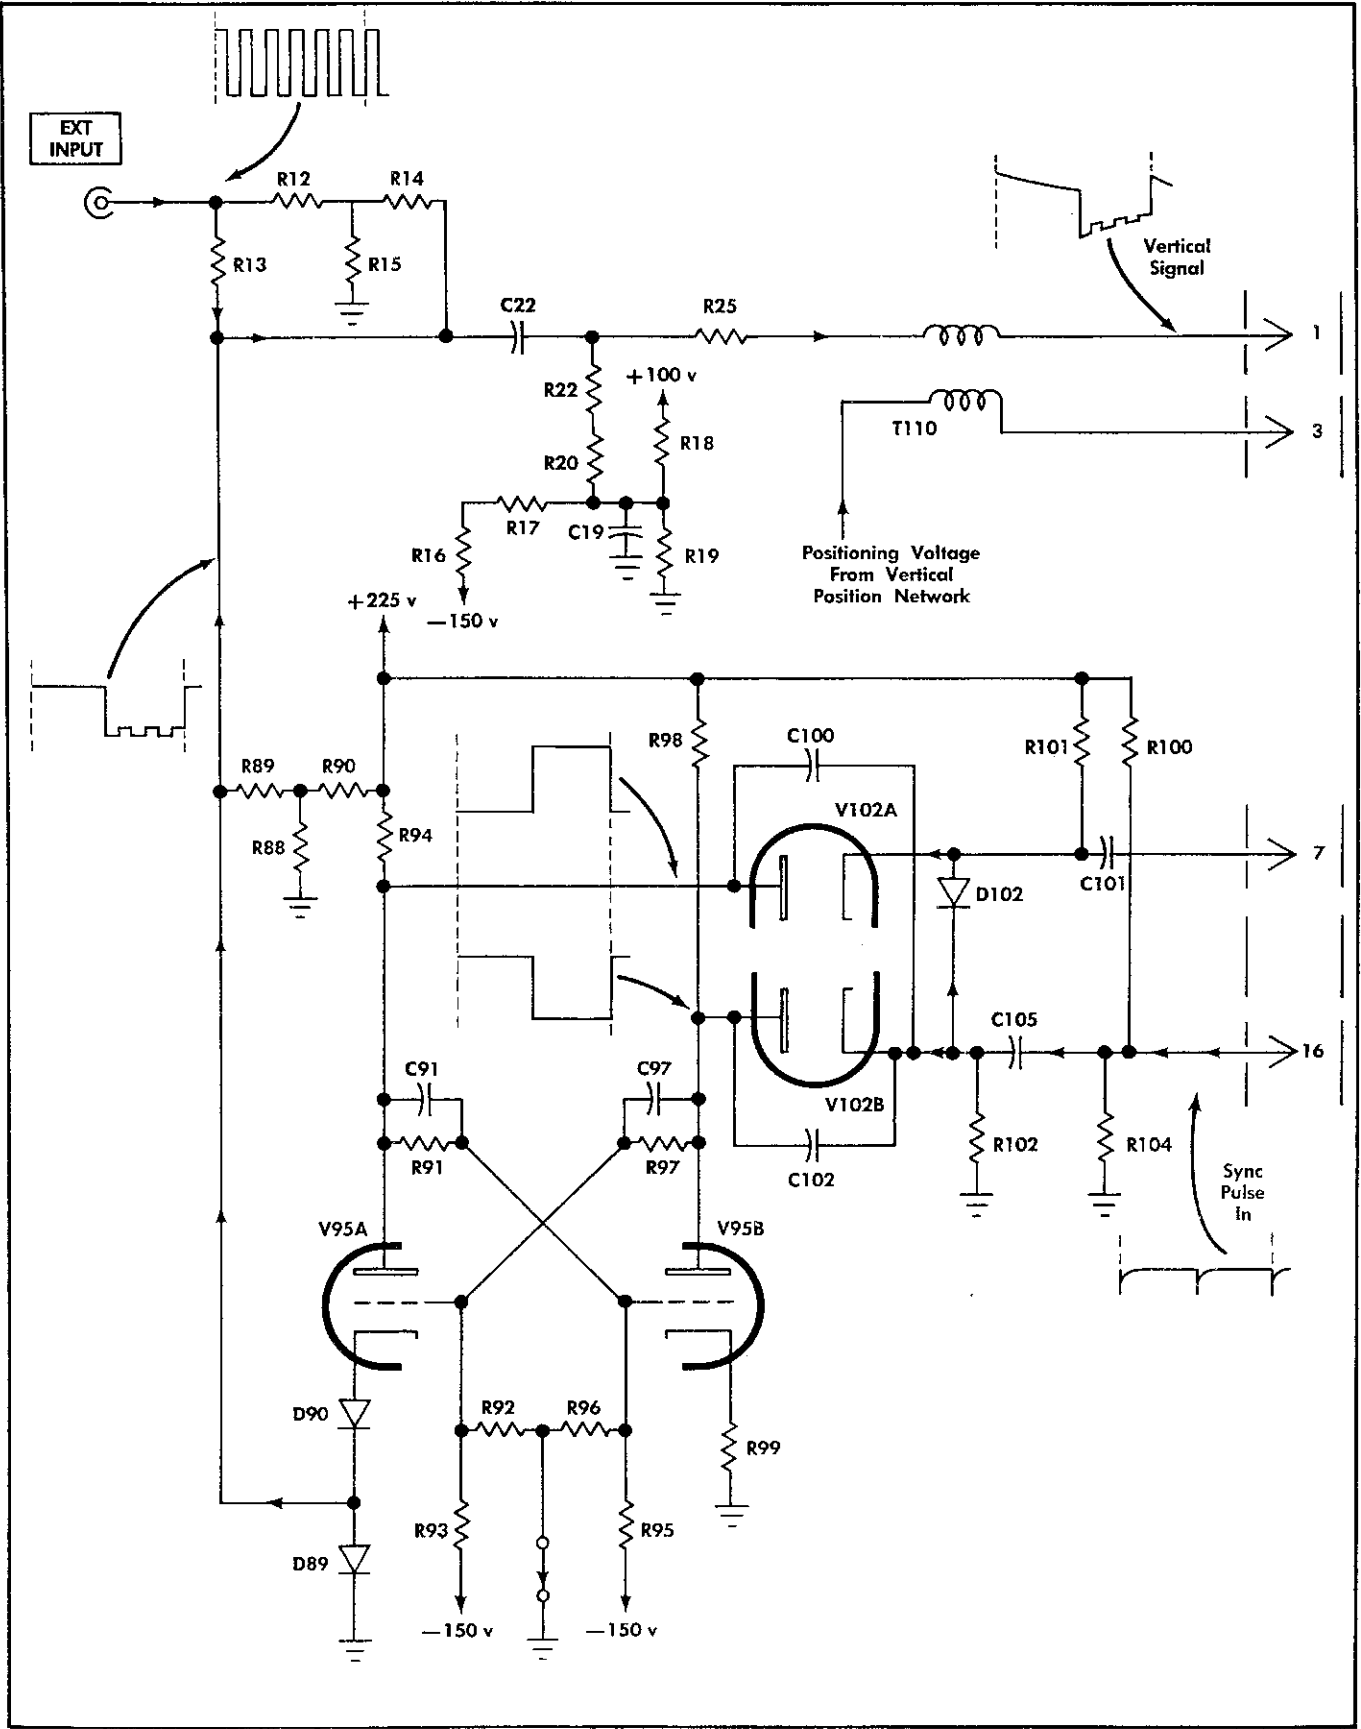 EXT
INPUT
R12
R14
R13
R15
C22
R25
Vertical
Signal
1
R22
+100 v
T110
3
R20
R18
R17
C19
R16
R19
—150 v
Positioning Voltage
From Vertical
Position Network
+225 v
R98
C100
R101
R100
R89
R90
V102A
R88
R94
7
D102
C101
C105
16
C91
C97
V102B
R91
R97
C102
R102
R104
Sync
Pulse
In
V95A
V95B
D90
R92
R96
R99
R93
R95
D89
—150 v
—150 v